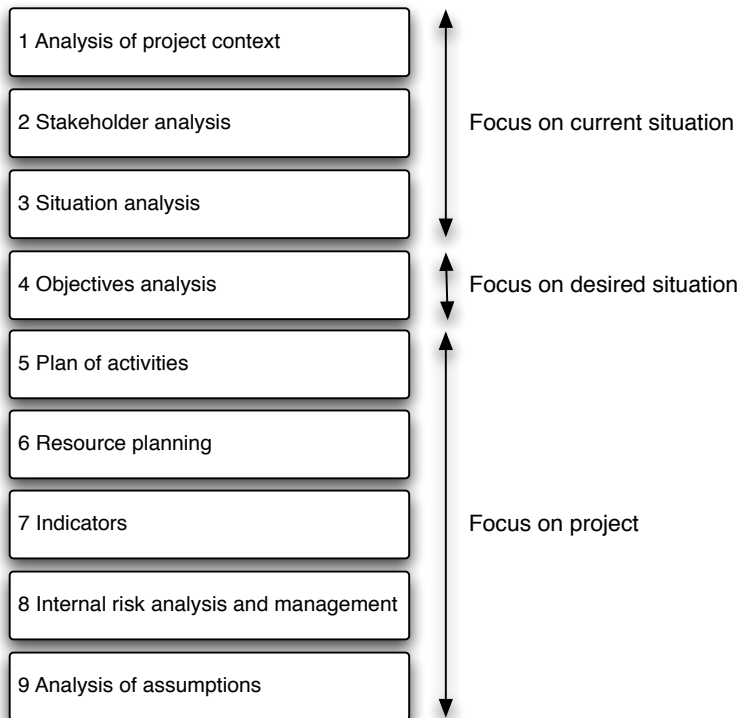 1 Analysis of project context
2 Stakeholder analysis
Focus on current situation
3 Situation analysis
4 Objectives analysis
Focus on desired situation
5 Plan of activities
6 Resource planning
7 Indicators
Focus on project
8 Internal risk analysis and management
9 Analysis of assumptions